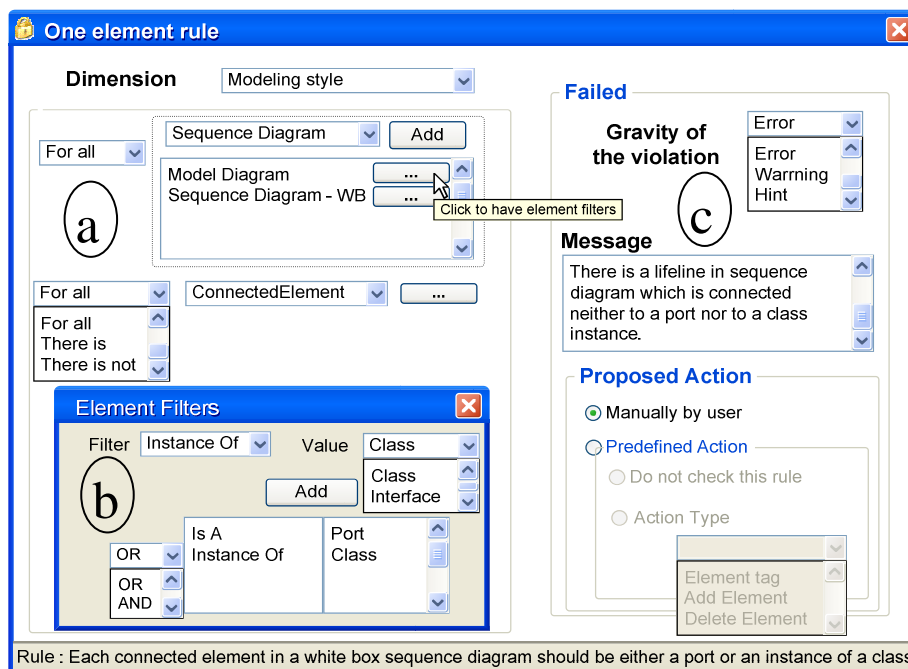 One element rule
Dimension
Modeling style
For all
Sequence Diagram
Add
Model Diagram
...
Sequence Diagram - WB
...
Click to have element filters
a
For all
ConnectedElement
...
For all
There is
There is not
Element Filters
Filter
Instance Of
Value
Class
Class
Interface
Add
b
OR
OR
AND
Is A
Port
Instance Of
Class
Failed
Gravity of
the violation
Error
Error
Warrning
Hint
c
Message
There is a lifeline in sequence
diagram which is connected
neither to a port nor to a class
instance.
Proposed Action
Manually by user
Predefined Action
Do not check this rule
Action Type
Element tag
Add Element
Delete Element
Rule : Each connected element in a white box sequence diagram should be either a port or an instance of a class